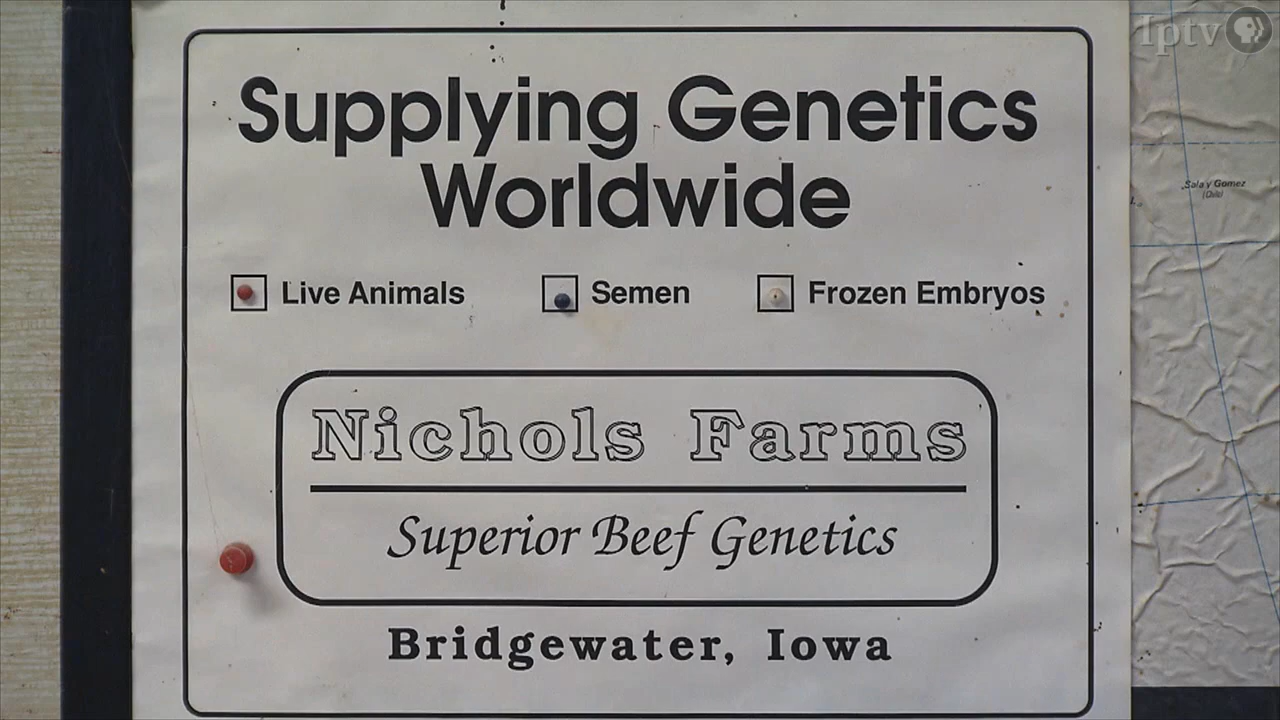 Iptv
Supplying Genetics
Worldwide
Sala y Gomez
(Chile)
Live Animals
Semen
Frozen Embryos
Nichols Farms
Superior Beef Genetics
Bridgewater, Iowa